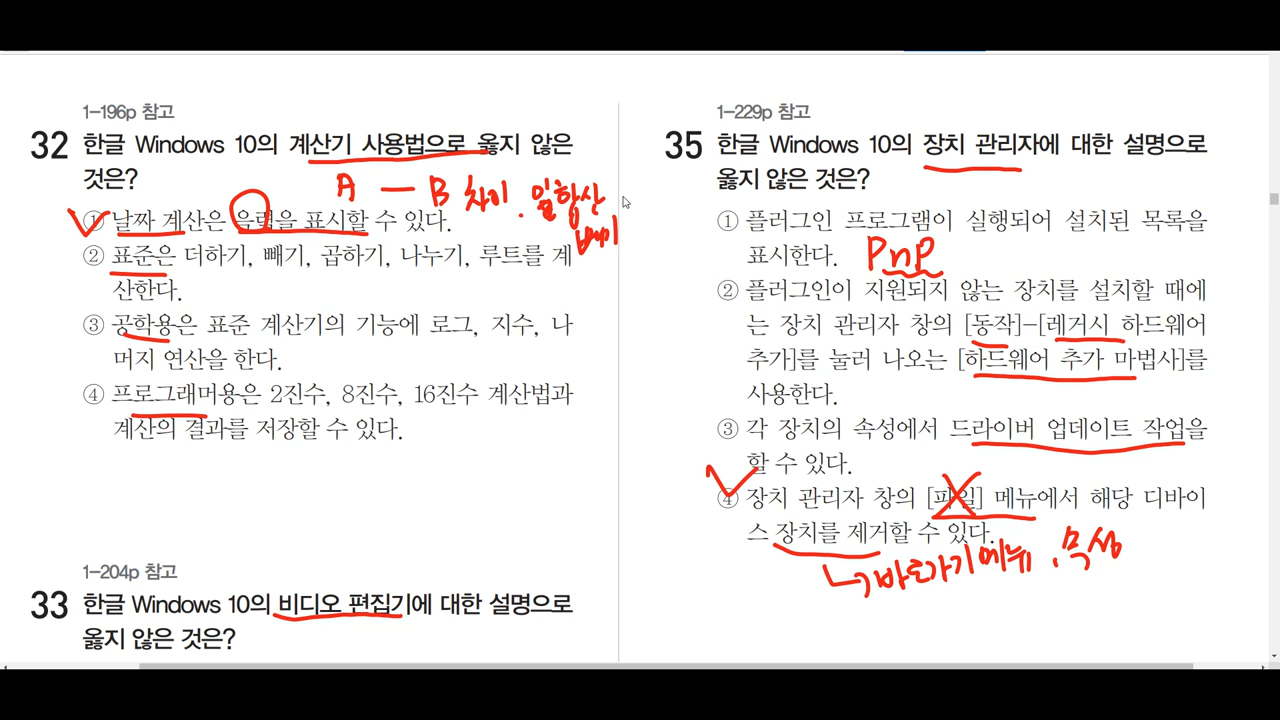 1-196p 참고
32 한글 Windows 10의 계산기 사용법으로 옳지 않은
것은?
A — B 차이, 일합산
빼기
① 날짜 계산은 음력을 표시할 수 있다.
② 표준은 더하기, 빼기, 곱하기, 나누기, 루트를 계
산한다.
③ 공학용은 표준 계산기의 기능에 로그, 지수, 나
머지 연산을 한다.
④ 프로그래머용은 2진수, 8진수, 16진수 계산법과
계산의 결과를 저장할 수 있다.
1-204p 참고
33 한글 Windows 10의 비디오 편집기에 대한 설명으로
옳지 않은 것은?
1-229p 참고
35 한글 Windows 10의 장치 관리자에 대한 설명으로
옳지 않은 것은?
① 플러그인 프로그램이 실행되어 설치된 목록을
표시한다. PnP
② 플러그인이 지원되지 않는 장치를 설치할 때에
는 장치 관리자 창의 [동작]-[레거시 하드웨어
추가]를 눌러 나오는 [하드웨어 추가 마법사]를
사용한다.
③ 각 장치의 속성에서 드라이버 업데이트 작업을
할 수 있다.
④ 장치 관리자 창의 [파일] 메뉴에서 해당 디바이
스 장치를 제거할 수 있다.
바로가기 메뉴, 속성